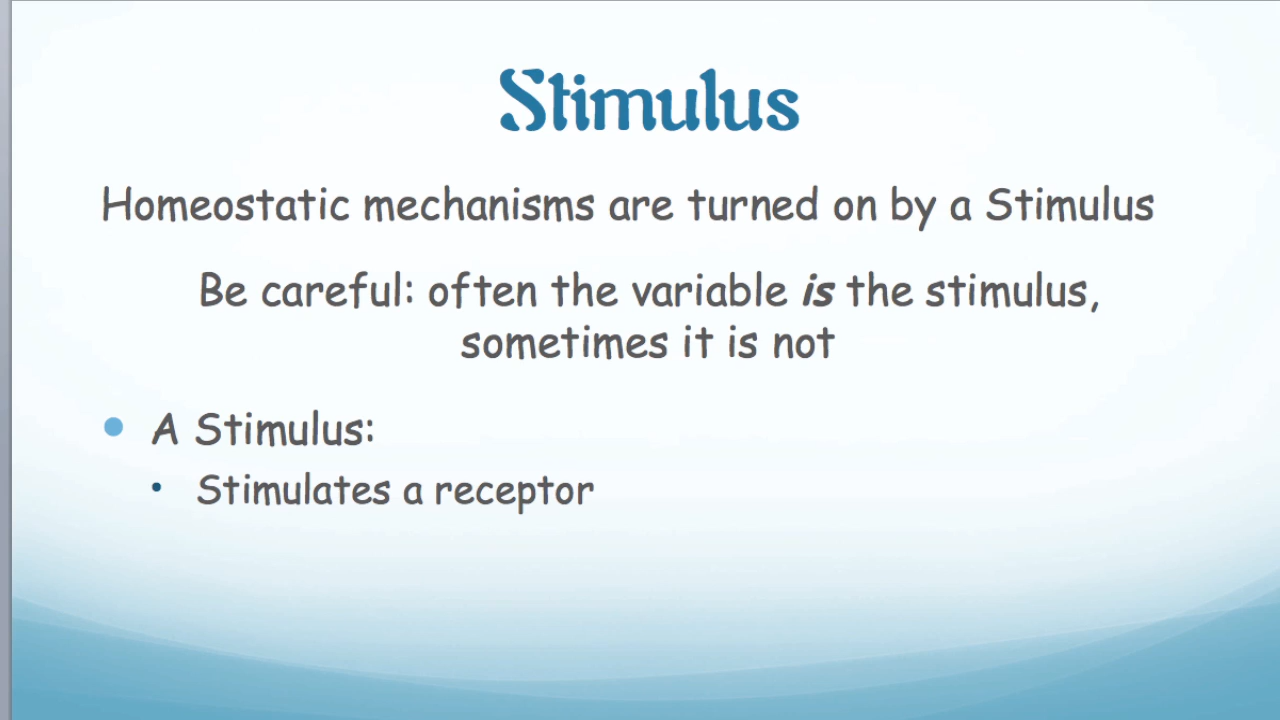 Stimulus
Homeostatic mechanisms are turned on by a Stimulus
Be careful: often the variable is the stimulus,
sometimes it is not
• A Stimulus:
• Stimulates a receptor